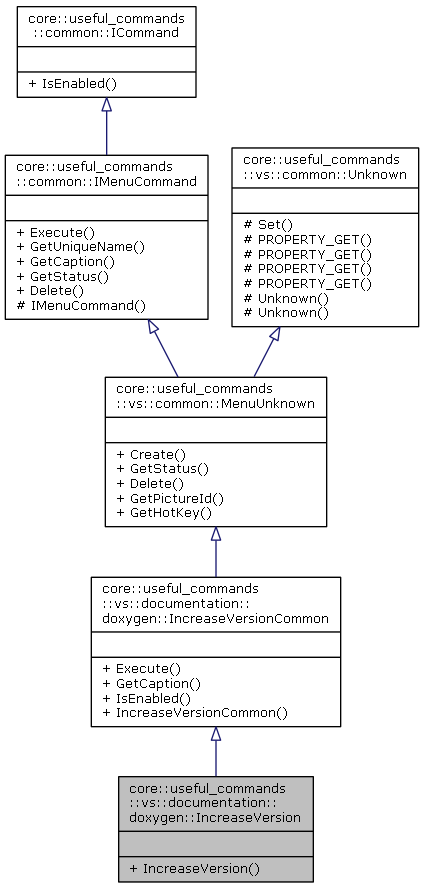 core::useful_commands
::common::ICommand
+ IsEnabled()
core::useful_commands
::common::IMenuCommand
+ Execute()
+ GetUniqueName()
+ GetCaption()
+ GetStatus()
+ Delete()
# IMenuCommand()
core::useful_commands
::vs::common::Unknown
# Set()
# PROPERTY_GET()
# PROPERTY_GET()
# PROPERTY_GET()
# PROPERTY_GET()
# Unknown()
# Unknown()
core::useful_commands
::vs::common::MenuUnknown
+ Create()
+ GetStatus()
+ Delete()
+ GetPictureId()
+ GetHotKey()
core::useful_commands
::vs::documentation::
doxygen::IncreaseVersionCommon
+ Execute()
+ GetCaption()
+ IsEnabled()
+ IncreaseVersionCommon()
core::useful_commands
::vs::documentation::
doxygen::IncreaseVersion
+ IncreaseVersion()